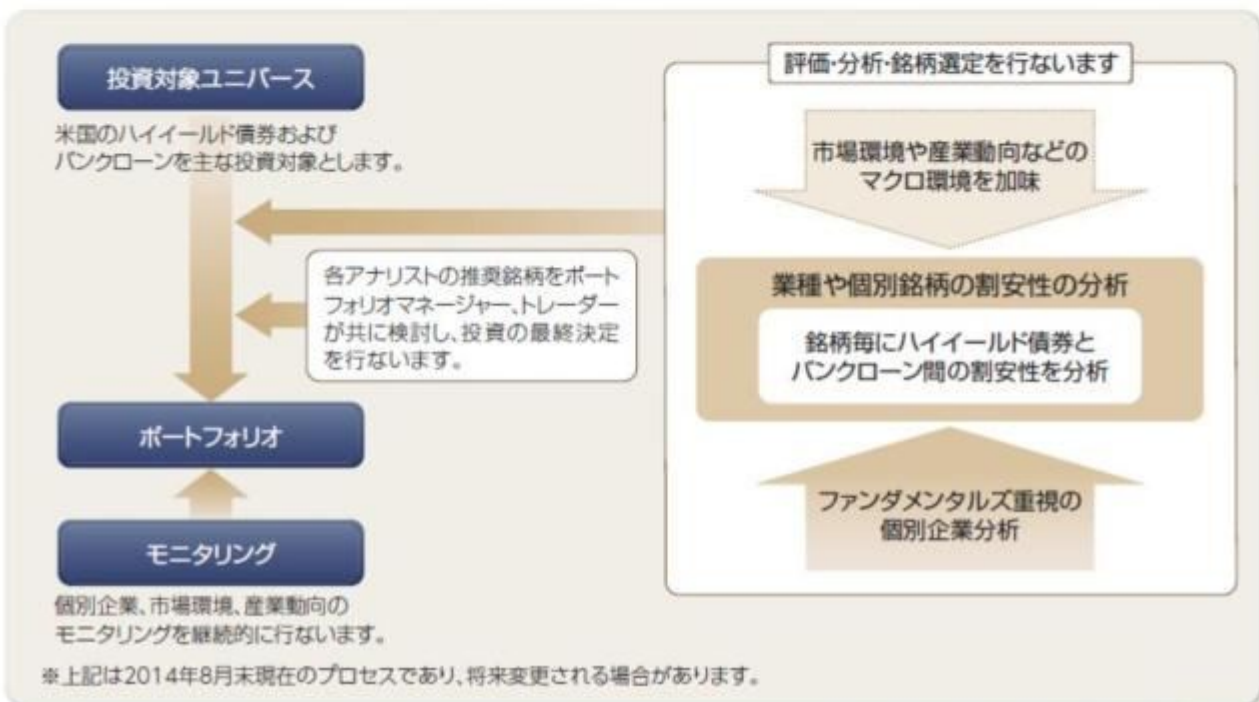 投資対象ユニバース
米国のハイイールド債券および
バンクローンを主な投資対象とします。
各アナリストの推奨銘柄をポート
フォリオマネージャー、トレーダー
が共に検討し、投資の最終決定
を行ないます。
ポートフォリオ
モニタリング
個別企業、市場環境、産業動向の
モニタリングを継続的に行ないます。
評価・分析・銘柄選定を行ないます
市場環境や産業動向などの
マクロ環境を加味
業種や個別銘柄の割安性の分析
銘柄毎にハイイールド債券と
バンクローン間の割安性を分析
ファンダメンタルズ重視の
個別企業分析
※上記は2014年8月末現在のプロセスであり、将来変更される場合があります。